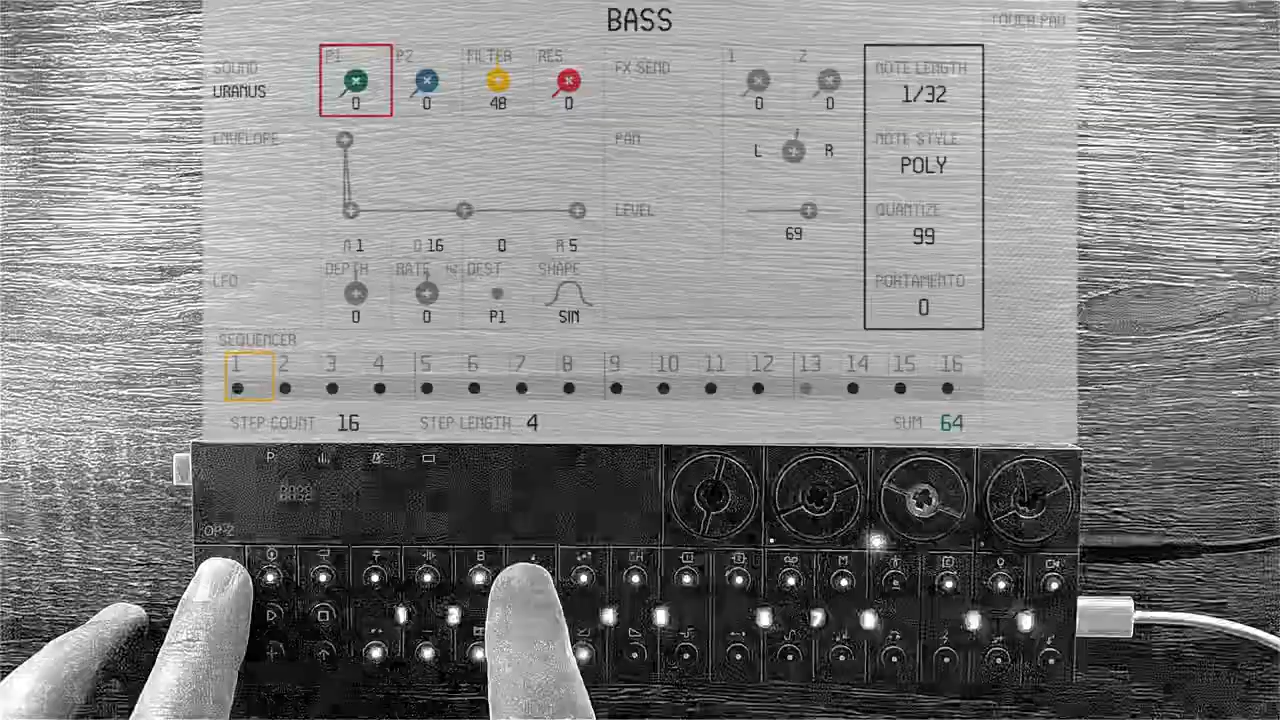 BASS
TOUCH PAD
P1 P2 FILTER RES 1 2
SOUND FX SEND NOTE LENGTH
URANUS 1/32
0 0 48 0 0 0
ENVELOPE PAN NOTE STYLE
L R POLY
LEVEL QUANTIZE
69 99
A 1 D 16 0 R 5
LFO DEPTH RATE HZ DEST SHAPE PORTAMENTO
0 0 P1 SIN 0
SEQUENCER
1 2 3 4 5 6 7 8 9 10 11 12 13 14 15 16
STEP COUNT 16 STEP LENGTH 4 SUM 64
P
OP-Z
B M